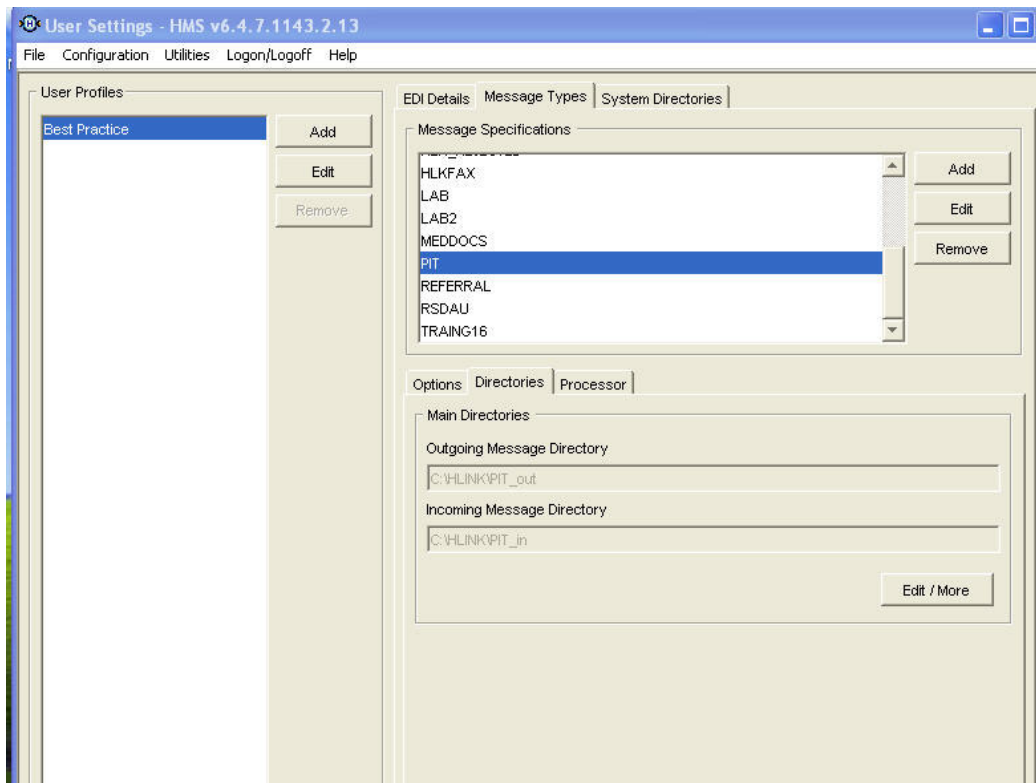 User Settings - HMS v6.4.7.1143.2.13
File Configuration Utilities Logon/Logoff Help
User Profiles
Best Practice
Add
Edit
Remove
EDI Details Message Types System Directories
Message Specifications
HLKFAX
LAB
LAB2
MEDDOCS
PIT
REFERRAL
RSDAU
TRAING16
Add
Edit
Remove
Options Directories Processor
Main Directories
Outgoing Message Directory
C:\HLINK\PIT_out
Incoming Message Directory
C:\HLINK\PIT_in
Edit / More